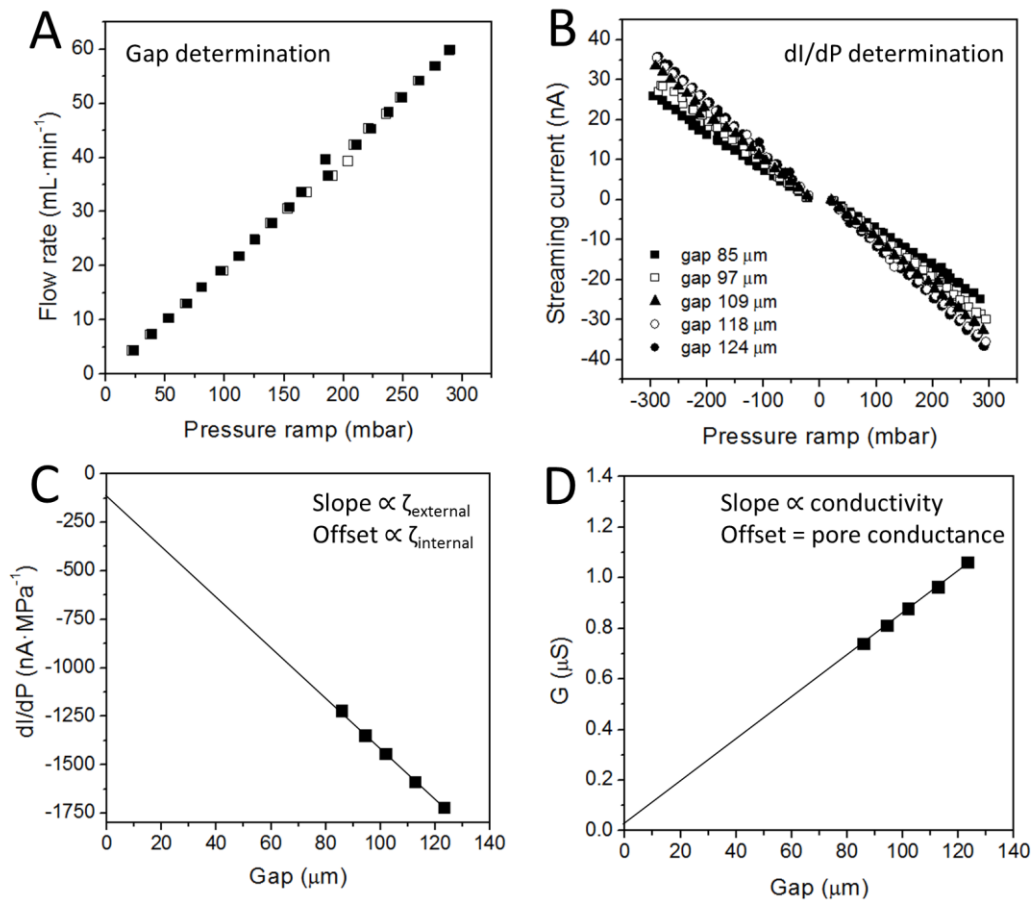 A
Gap determination
60
50
40
30
20
10
0
Flow rate (mL·min⁻¹)
0 50 100 150 200 250 300
Pressure ramp (mbar)
B
dI/dP determination
40
30
20
10
0
-10
-20
-30
-40
Streaming current (nA)
gap 85 μm
gap 97 μm
gap 109 μm
gap 118 μm
gap 124 μm
-300 -200 -100 0 100 200 300
Pressure ramp (mbar)
C
Slope ∝ ζexternal
Offset ∝ ζinternal
0
-250
-500
-750
-1000
-1250
-1500
-1750
dI/dP (nA·MPa⁻¹)
0 20 40 60 80 100 120 140
Gap (μm)
D
Slope ∝ conductivity
Offset = pore conductance
1.4
1.2
1.0
0.8
0.6
0.4
0.2
0.0
G (μS)
0 20 40 60 80 100 120 140
Gap (μm)